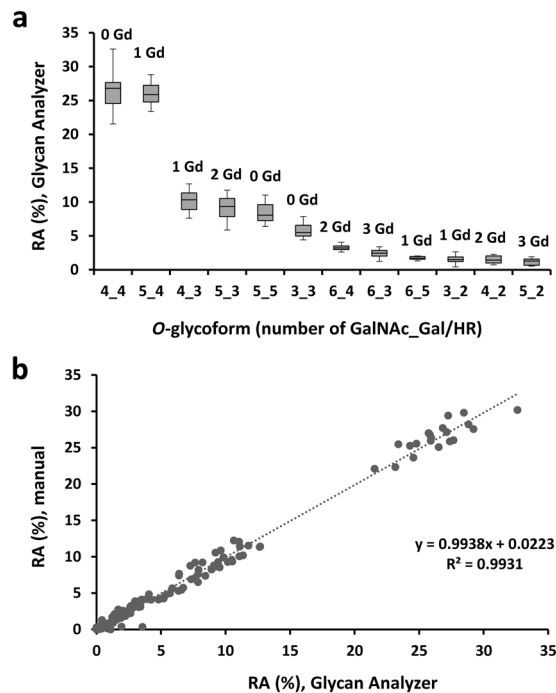 a
RA (%), Glycan Analyzer
35
30
25
20
15
10
5
0
0 Gd
1 Gd
1 Gd
2 Gd
0 Gd
0 Gd
2 Gd
3 Gd
1 Gd
1 Gd
2 Gd
3 Gd
4_4 5_4 4_3 5_3 5_5 3_3 6_4 6_3 6_5 3_2 4_2 5_2
O-glycoform (number of GalNAc_Gal/HR)
b
RA (%), manual
35
30
25
20
15
10
5
0
y = 0.9938x + 0.0223
R² = 0.9931
0 5 10 15 20 25 30 35
RA (%), Glycan Analyzer